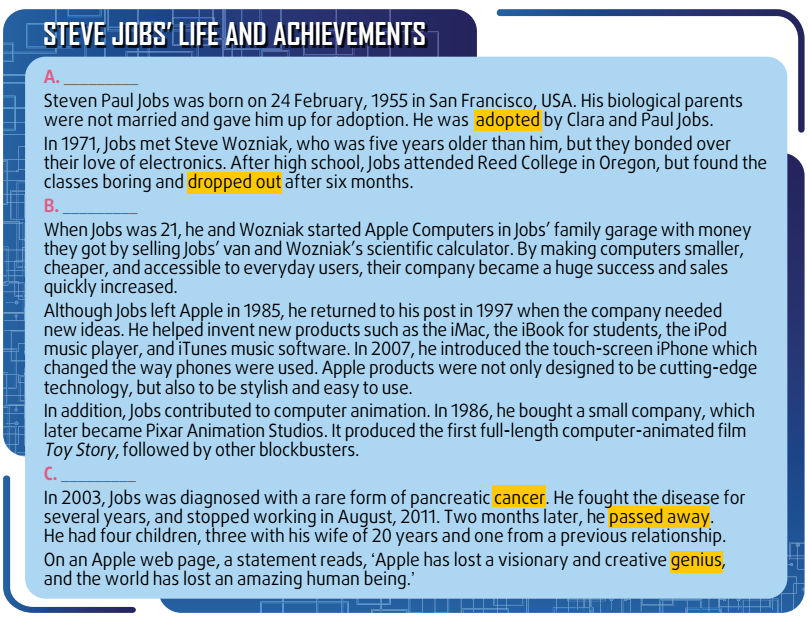 STEVE JOBS' LIFE AND ACHIEVEMENTS
A. _________
Steven Paul Jobs was born on 24 February, 1955 in San Francisco, USA. His biological parents
were not married and gave him up for adoption. He was adopted by Clara and Paul Jobs.
In 1971, Jobs met Steve Wozniak, who was five years older than him, but they bonded over
their love of electronics. After high school, Jobs attended Reed College in Oregon, but found the
classes boring and dropped out after six months.
B. _________
When Jobs was 21, he and Wozniak started Apple Computers in Jobs' family garage with money
they got by selling Jobs' van and Wozniak's scientific calculator. By making computers smaller,
cheaper, and accessible to everyday users, their company became a huge success and sales
quickly increased.
Although Jobs left Apple in 1985, he returned to his post in 1997 when the company needed
new ideas. He helped invent new products such as the iMac, the iBook for students, the iPod
music player, and iTunes music software. In 2007, he introduced the touch-screen iPhone which
changed the way phones were used. Apple products were not only designed to be cutting-edge
technology, but also to be stylish and easy to use.
In addition, Jobs contributed to computer animation. In 1986, he bought a small company, which
later became Pixar Animation Studios. It produced the first full-length computer-animated film
Toy Story, followed by other blockbusters.
C. _________
In 2003, Jobs was diagnosed with a rare form of pancreatic cancer. He fought the disease for
several years, and stopped working in August, 2011. Two months later, he passed away.
He had four children, three with his wife of 20 years and one from a previous relationship.
On an Apple web page, a statement reads, 'Apple has lost a visionary and creative genius,
and the world has lost an amazing human being.'